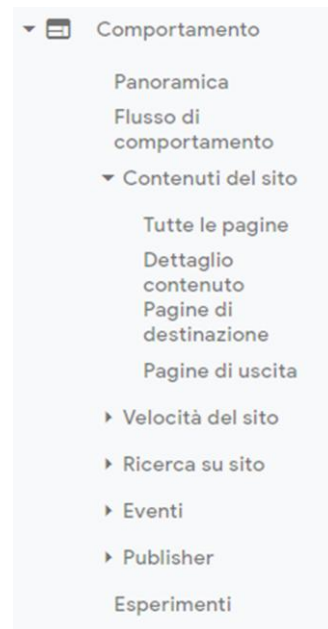 Comportamento
Panoramica
Flusso di
comportamento
Contenuti del sito
Tutte le pagine
Dettaglio
contenuto
Pagine di
destinazione
Pagine di uscita
Velocità del sito
Ricerca su sito
Eventi
Publisher
Esperimenti